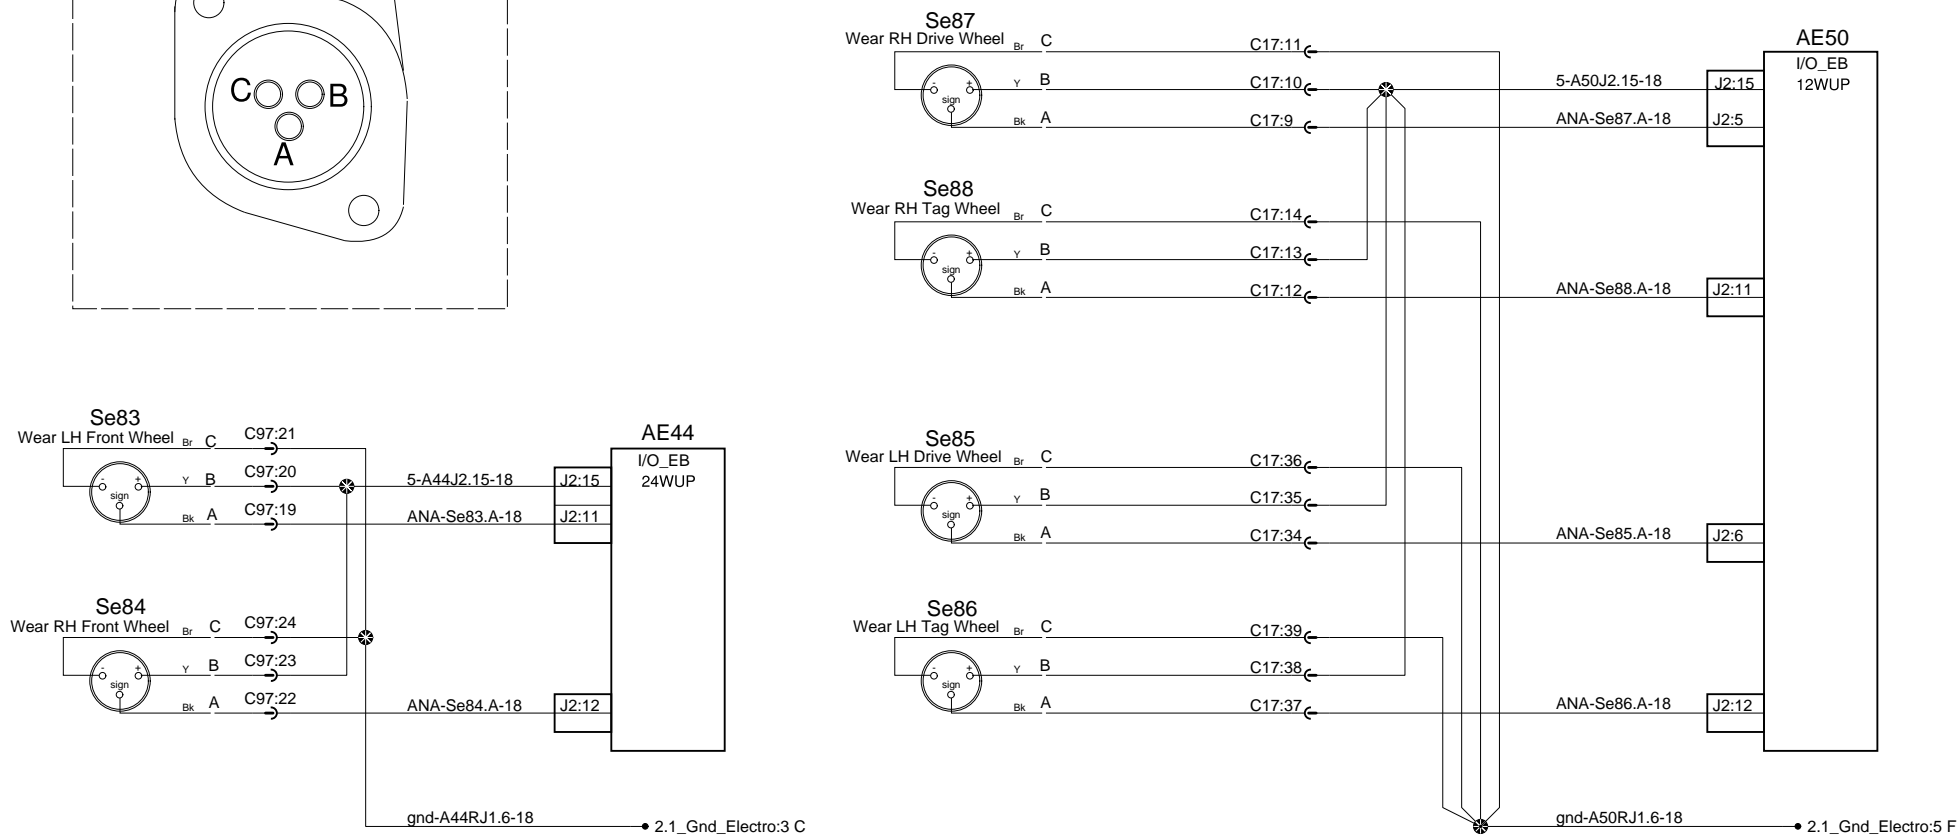 C B
A
Se83
Wear LH Front Wheel Br C C97:21
Y B C97:20
Bk A C97:19
- + sign
5-A44J2.15-18 J2:15
ANA-Se83.A-18 J2:11
AE44
I/O_EB
24WUP
Se84
Wear RH Front Wheel Br C C97:24
Y B C97:23
Bk A C97:22
- + sign
ANA-Se84.A-18 J2:12
gnd-A44RJ1.6-18 2.1_Gnd_Electro:3 C
Se87
Wear RH Drive Wheel Br C C17:11
Y B C17:10
Bk A C17:9
- + sign
5-A50J2.15-18 J2:15
ANA-Se87.A-18 J2:5
AE50
I/O_EB
12WUP
Se88
Wear RH Tag Wheel Br C C17:14
Y B C17:13
Bk A C17:12
- + sign
ANA-Se88.A-18 J2:11
Se85
Wear LH Drive Wheel Br C C17:36
Y B C17:35
Bk A C17:34
- + sign
ANA-Se85.A-18 J2:6
Se86
Wear LH Tag Wheel Br C C17:39
Y B C17:38
Bk A C17:37
- + sign
ANA-Se86.A-18 J2:12
gnd-A50RJ1.6-18 2.1_Gnd_Electro:5 F